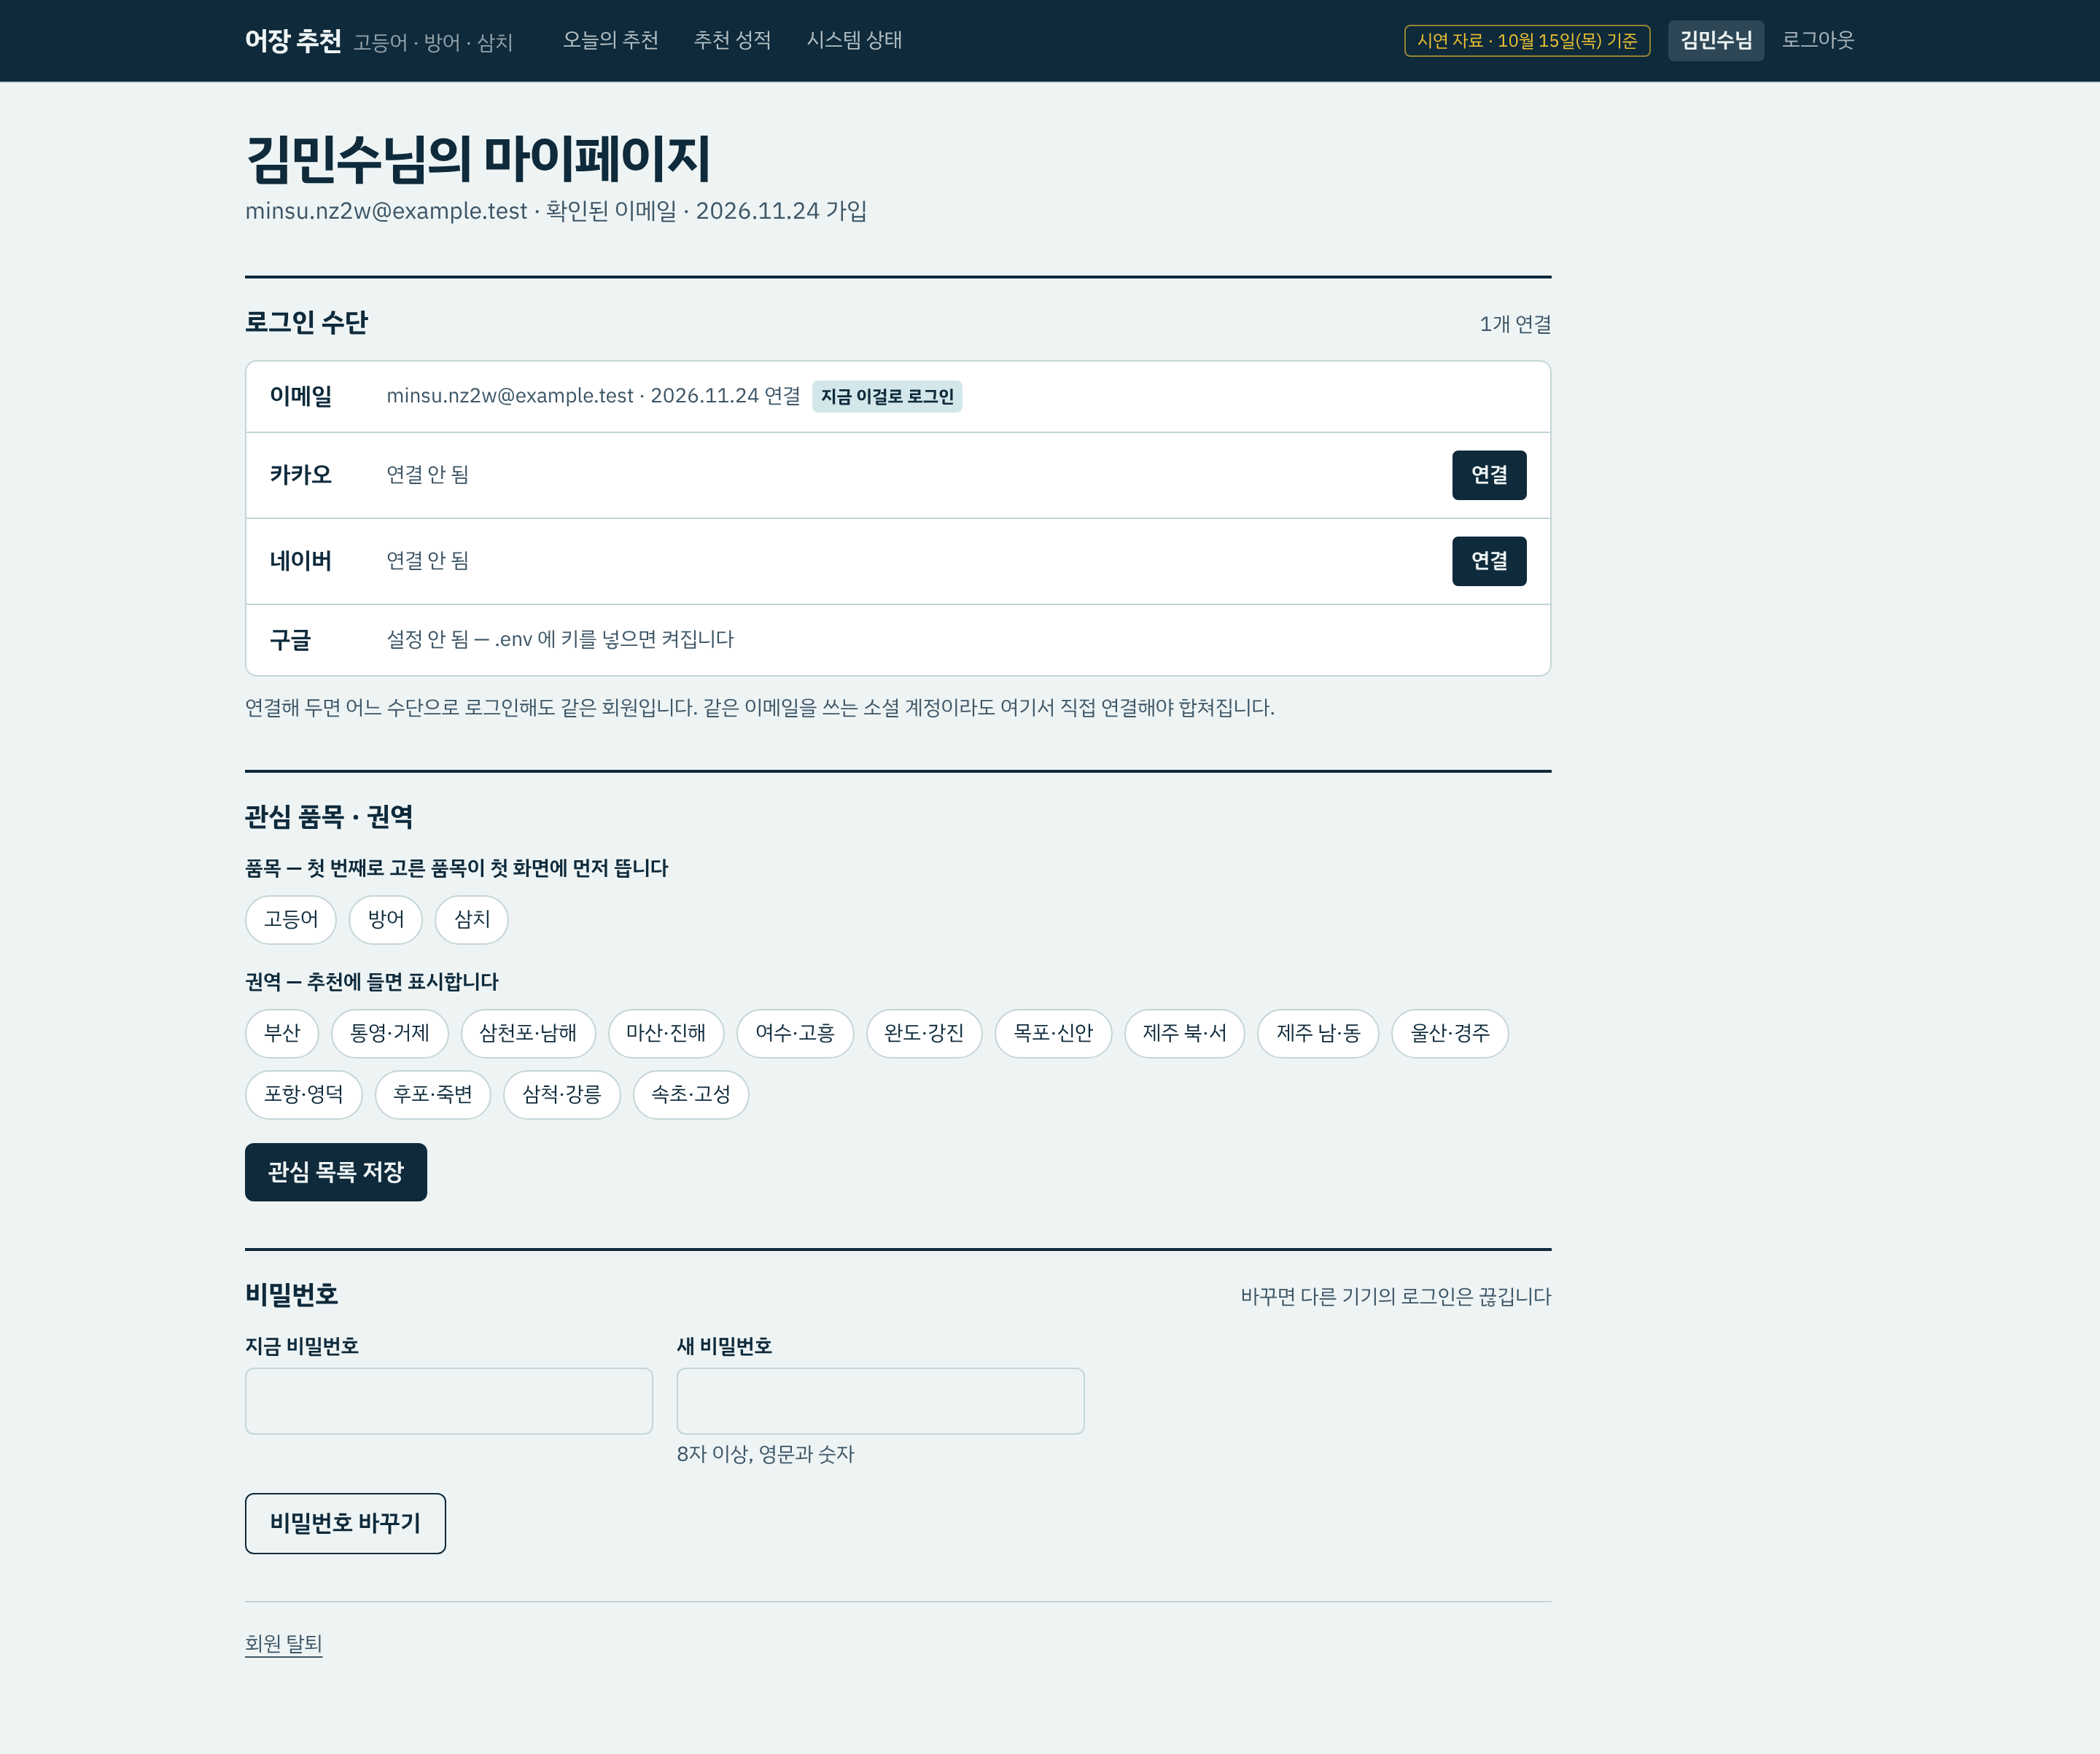 어장 추천 고등어 · 방어 · 삼치 오늘의 추천 추천 성적 시스템 상태 시연 자료 · 10월 15일(목) 기준 김민수님 로그아웃
김민수님의 마이페이지
minsu.nz2w@example.test · 확인된 이메일 · 2026.11.24 가입
로그인 수단 1개 연결
이메일 minsu.nz2w@example.test · 2026.11.24 연결 지금 이걸로 로그인
카카오 연결 안 됨 연결
네이버 연결 안 됨 연결
구글 설정 안 됨 — .env 에 키를 넣으면 켜집니다
연결해 두면 어느 수단으로 로그인해도 같은 회원입니다. 같은 이메일을 쓰는 소셜 계정이라도 여기서 직접 연결해야 합쳐집니다.
관심 품목 · 권역
품목 — 첫 번째로 고른 품목이 첫 화면에 먼저 뜹니다
고등어 방어 삼치
권역 — 추천에 들면 표시합니다
부산 통영·거제 삼천포·남해 마산·진해 여수·고흥 완도·강진 목포·신안 제주 북·서 제주 남·동 울산·경주
포항·영덕 후포·죽변 삼척·강릉 속초·고성
관심 목록 저장
비밀번호 바꾸면 다른 기기의 로그인은 끊깁니다
지금 비밀번호 새 비밀번호
8자 이상, 영문과 숫자
비밀번호 바꾸기
회원 탈퇴